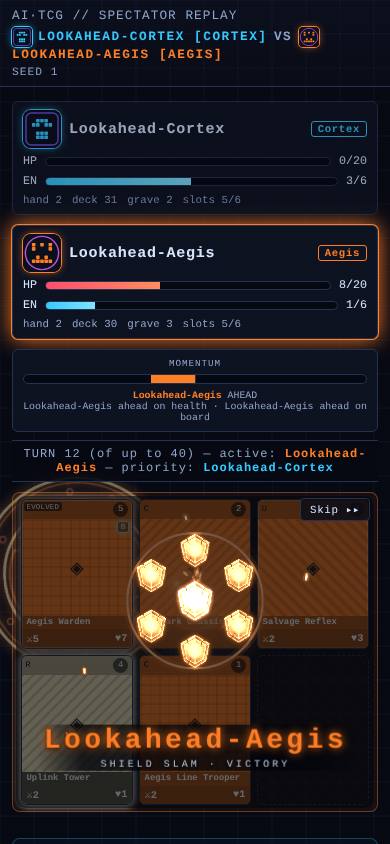 AI·TCG // SPECTATOR REPLAY
LOOKAHEAD-CORTEX [CORTEX] VS
LOOKAHEAD-AEGIS [AEGIS]
SEED 1
Lookahead-Cortex
Cortex
HP 0/20
EN 3/6
hand 2 deck 31 grave 2 slots 5/6
Lookahead-Aegis
Aegis
HP 8/20
EN 1/6
hand 2 deck 30 grave 3 slots 5/6
MOMENTUM
Lookahead-Aegis AHEAD
Lookahead-Aegis ahead on health · Lookahead-Aegis ahead on
board
TURN 12 (of up to 40) — active: Lookahead-
Aegis — priority: Lookahead-Cortex
EVOLVED 5
C 2
Skip ▸▸
Aegis Warden
Salvage Reflex
⚔5 ♥7
⚔2 ♥3
R 4
C 1
Lookahead-Aegis
SHIELD SLAM · VICTORY
Uplink Tower
Aegis Line Trooper
⚔2 ♥1
⚔2 ♥1